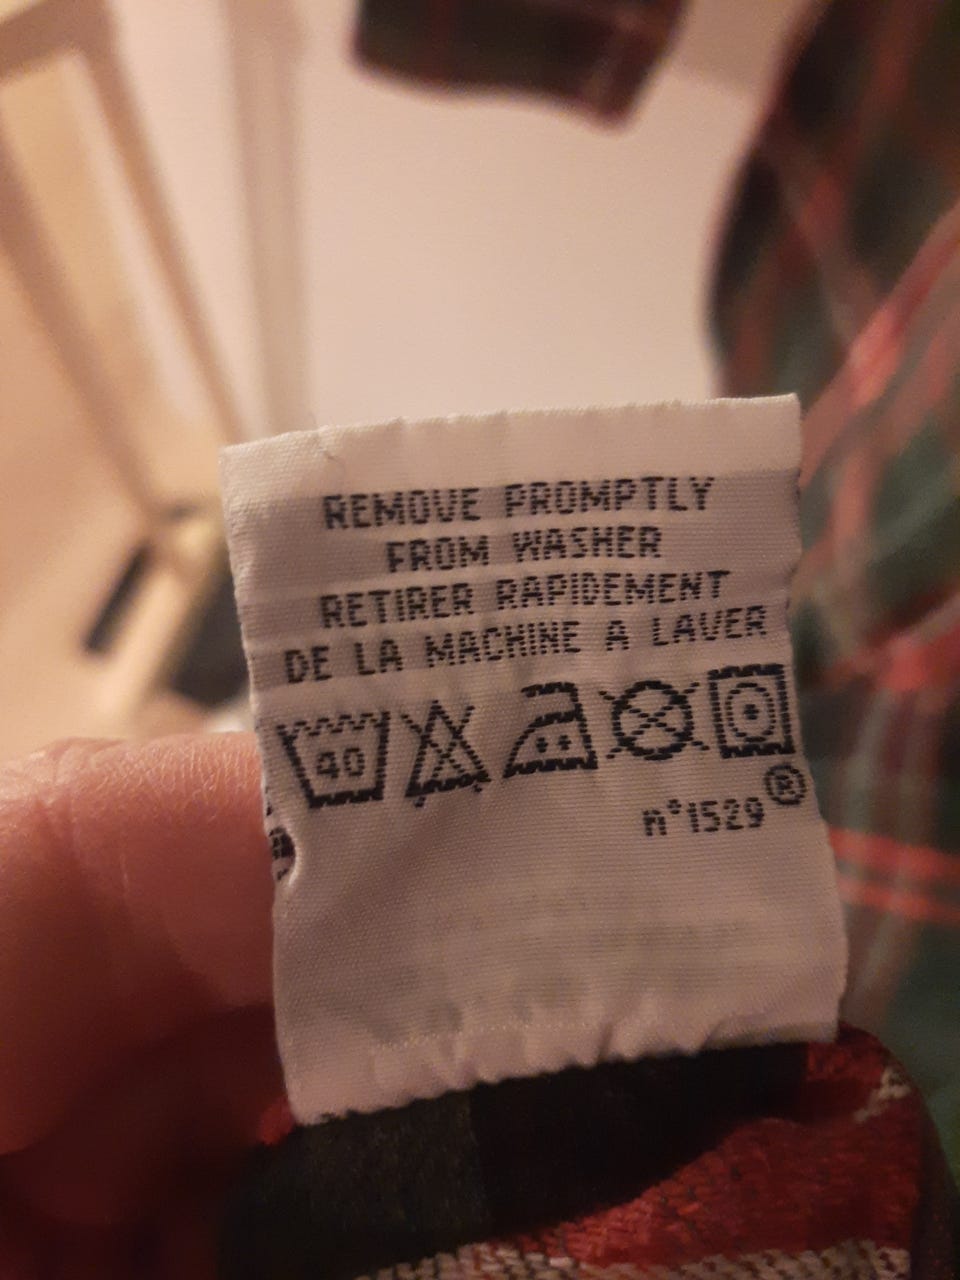 REMOVE PROMPTLY
FROM WASHER
RETIRER RAPIDEMENT
DE LA MACHINE A LAVER
40
®
n°1529